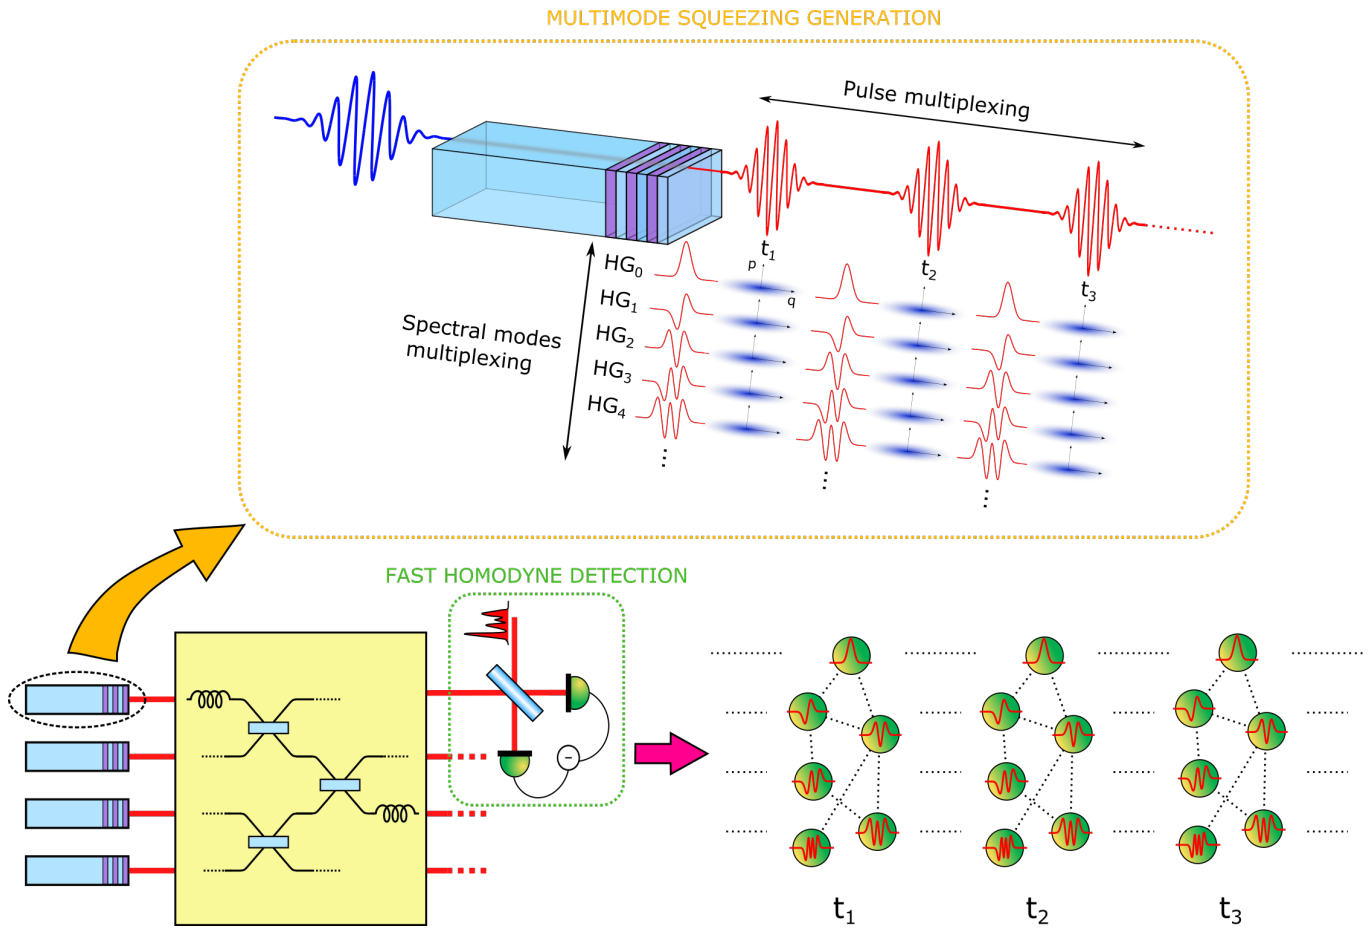 MULTIMODE SQUEEZING GENERATION
Pulse multiplexing
t1
t2
t3
p
q
HG0
HG1
HG2
HG3
HG4
Spectral modes
multiplexing
FAST HOMODYNE DETECTION
−
t1
t2
t3